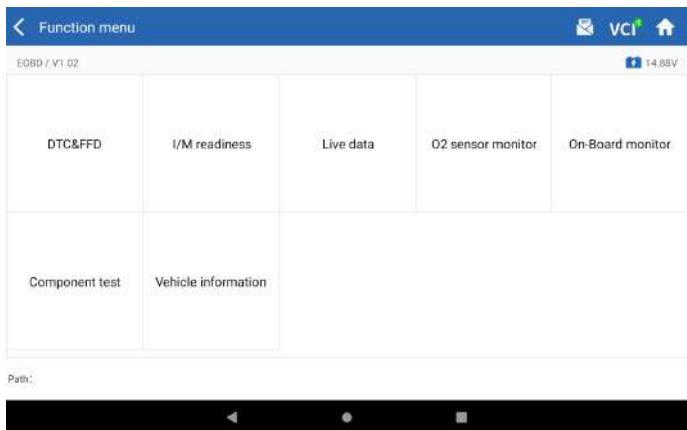 Function menu
VCI
EOBD / V1.02
14.88V
DTC&FFD
I/M readiness
Live data
O2 sensor monitor
On-Board monitor
Component test
Vehicle information
Path: